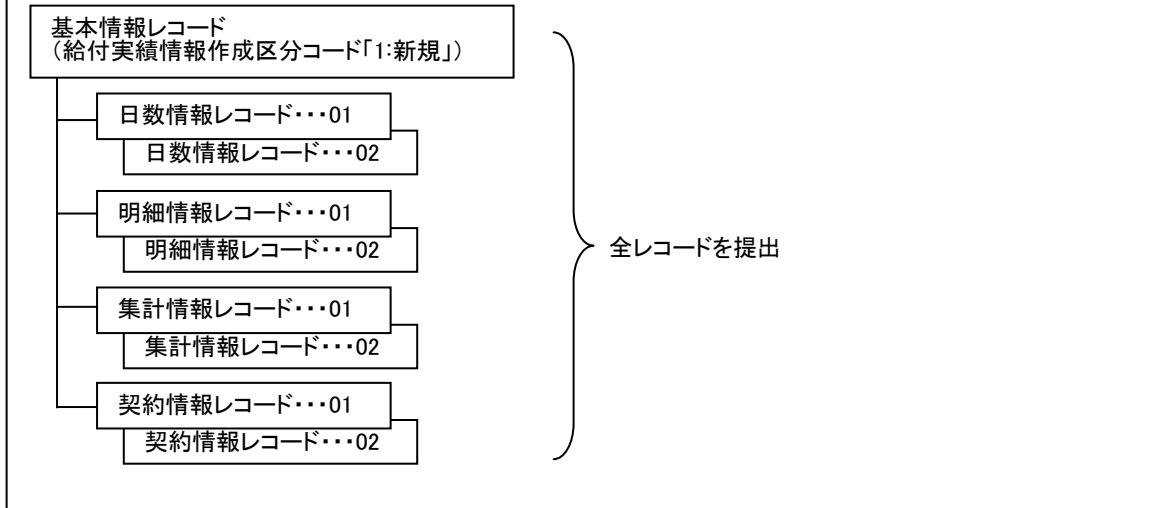 基本情報レコード
（給付実績情報作成区分コード「1:新規」）
日数情報レコード・・・01
日数情報レコード・・・02
明細情報レコード・・・01
明細情報レコード・・・02
全レコードを提出
集計情報レコード・・・01
集計情報レコード・・・02
契約情報レコード・・・01
契約情報レコード・・・02